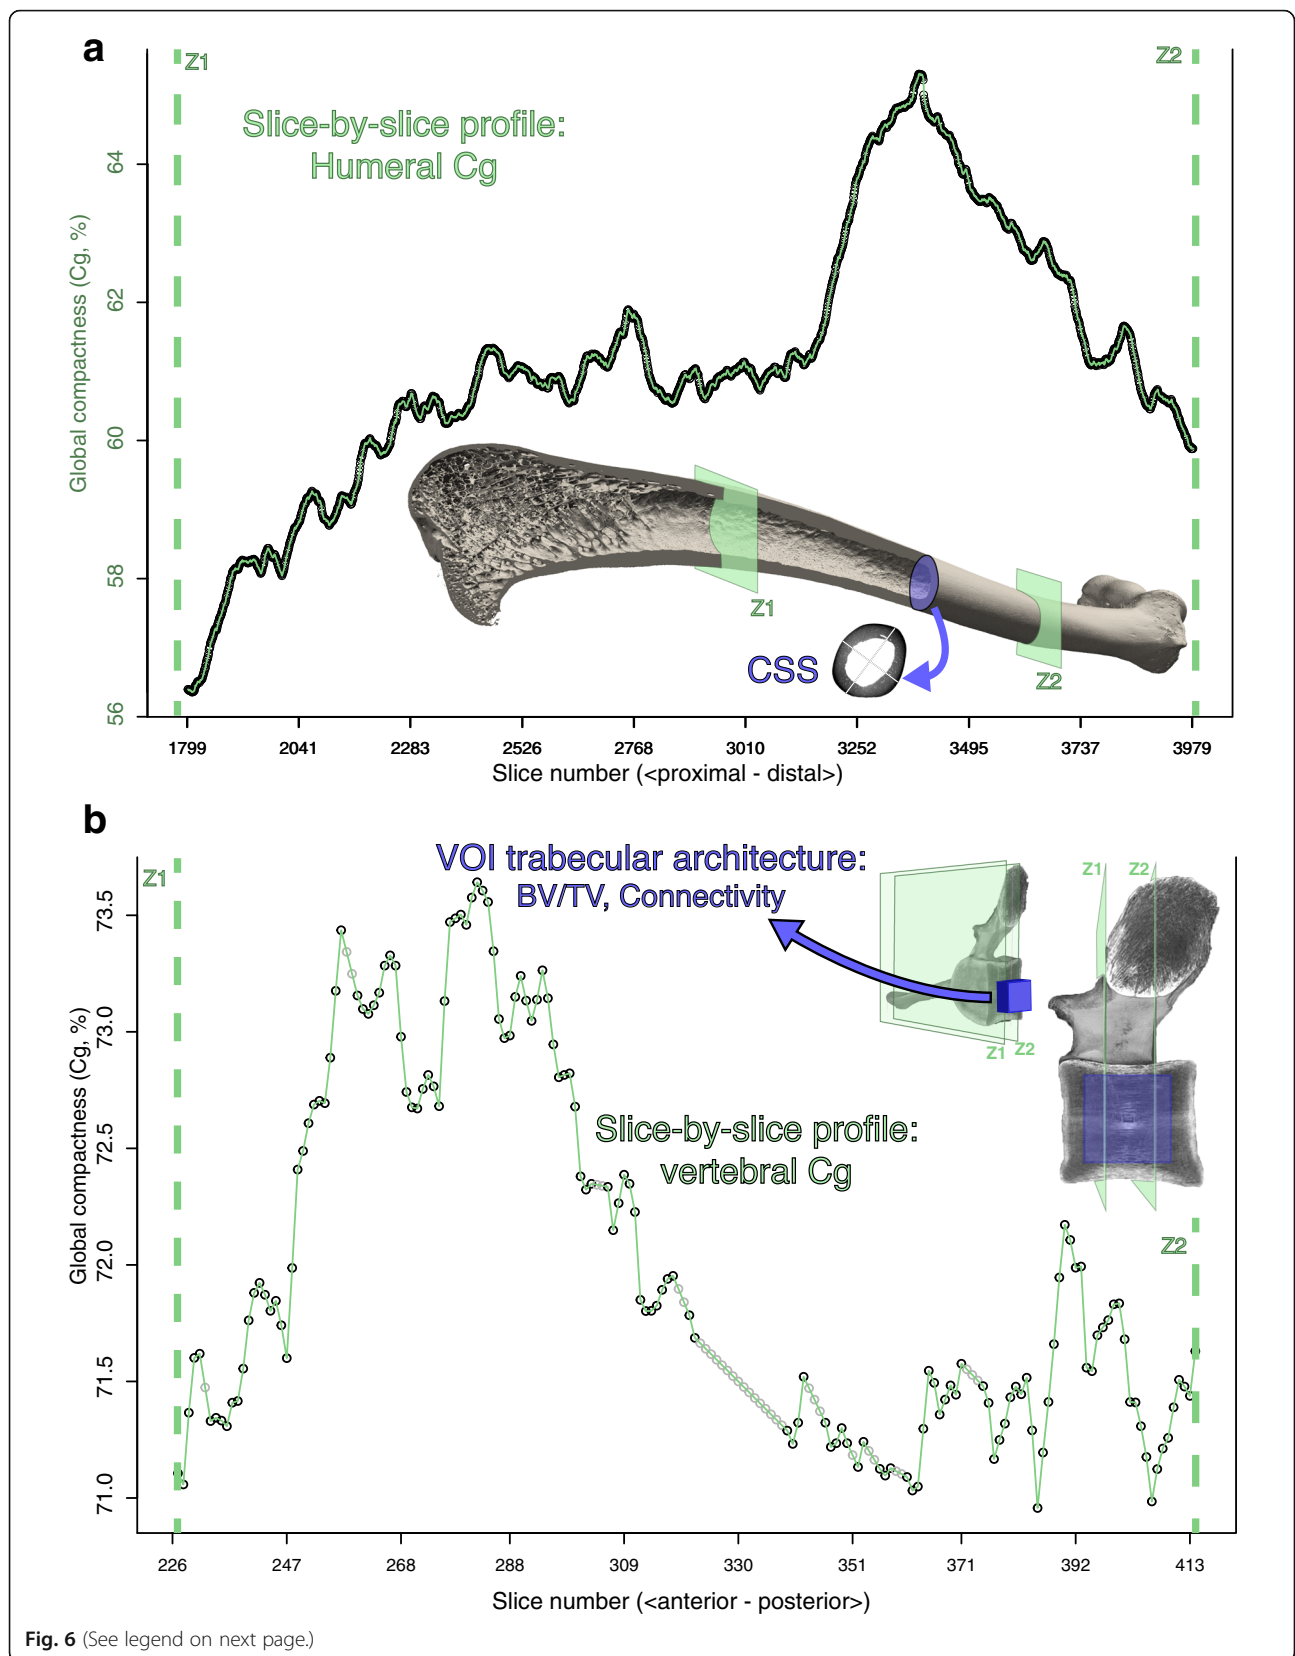 a
Z1
Z2
Slice-by-slice profile:
Humeral Cg
Global compactness (Cg, %)
64
62
60
58
56
Z1
CSS
Z2
1799 2041 2283 2526 2768 3010 3252 3495 3737 3979
Slice number (<proximal - distal>)
b
VOI trabecular architecture:
BV/TV, Connectivity
Z1
Z1 Z2
Z1 Z2
Slice-by-slice profile:
vertebral Cg
Z2
Global compactness (Cg, %)
73.5
73.0
72.5
72.0
71.5
71.0
226 247 268 288 309 330 351 371 392 413
Slice number (<anterior - posterior>)
Fig. 6 (See legend on next page.)